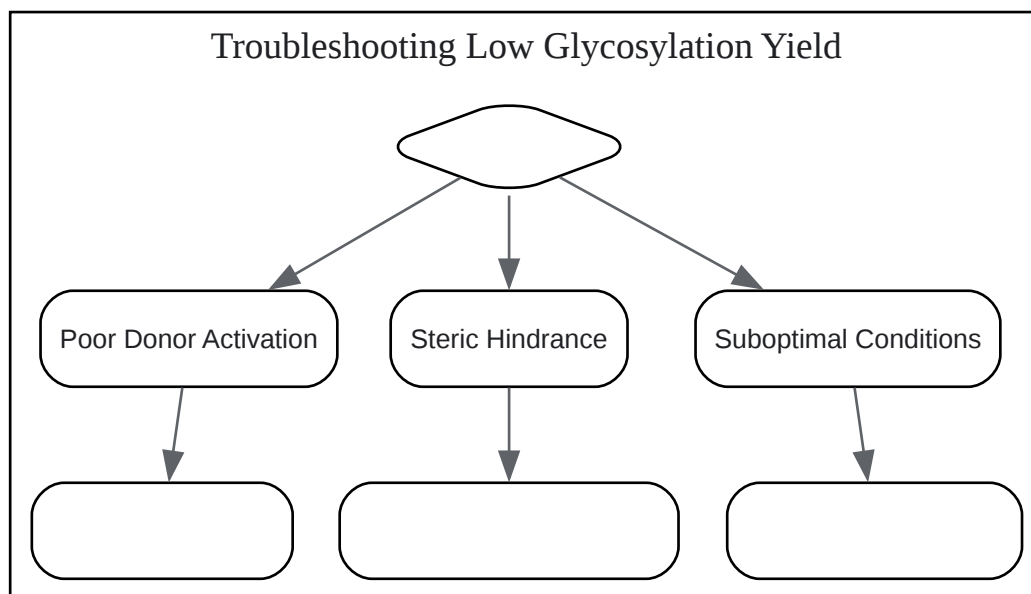 Troubleshooting Low Glycosylation Yield
Poor Donor Activation
Steric Hindrance
Suboptimal Conditions